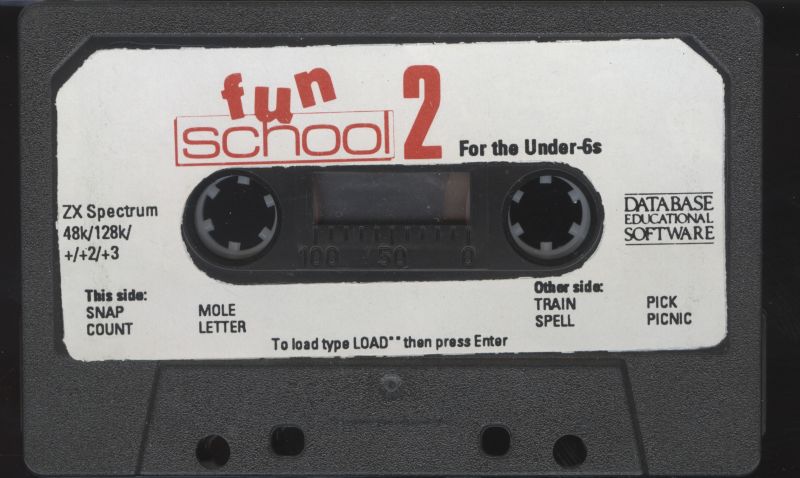 fun
school 2
For the Under-6s
ZX Spectrum
48k/128k/
+/+2/+3
DATABASE
EDUCATIONAL
SOFTWARE
100 50 0
This side:
SNAP MOLE
COUNT LETTER
Other side:
TRAIN PICK
SPELL PICNIC
To load type LOAD"" then press Enter